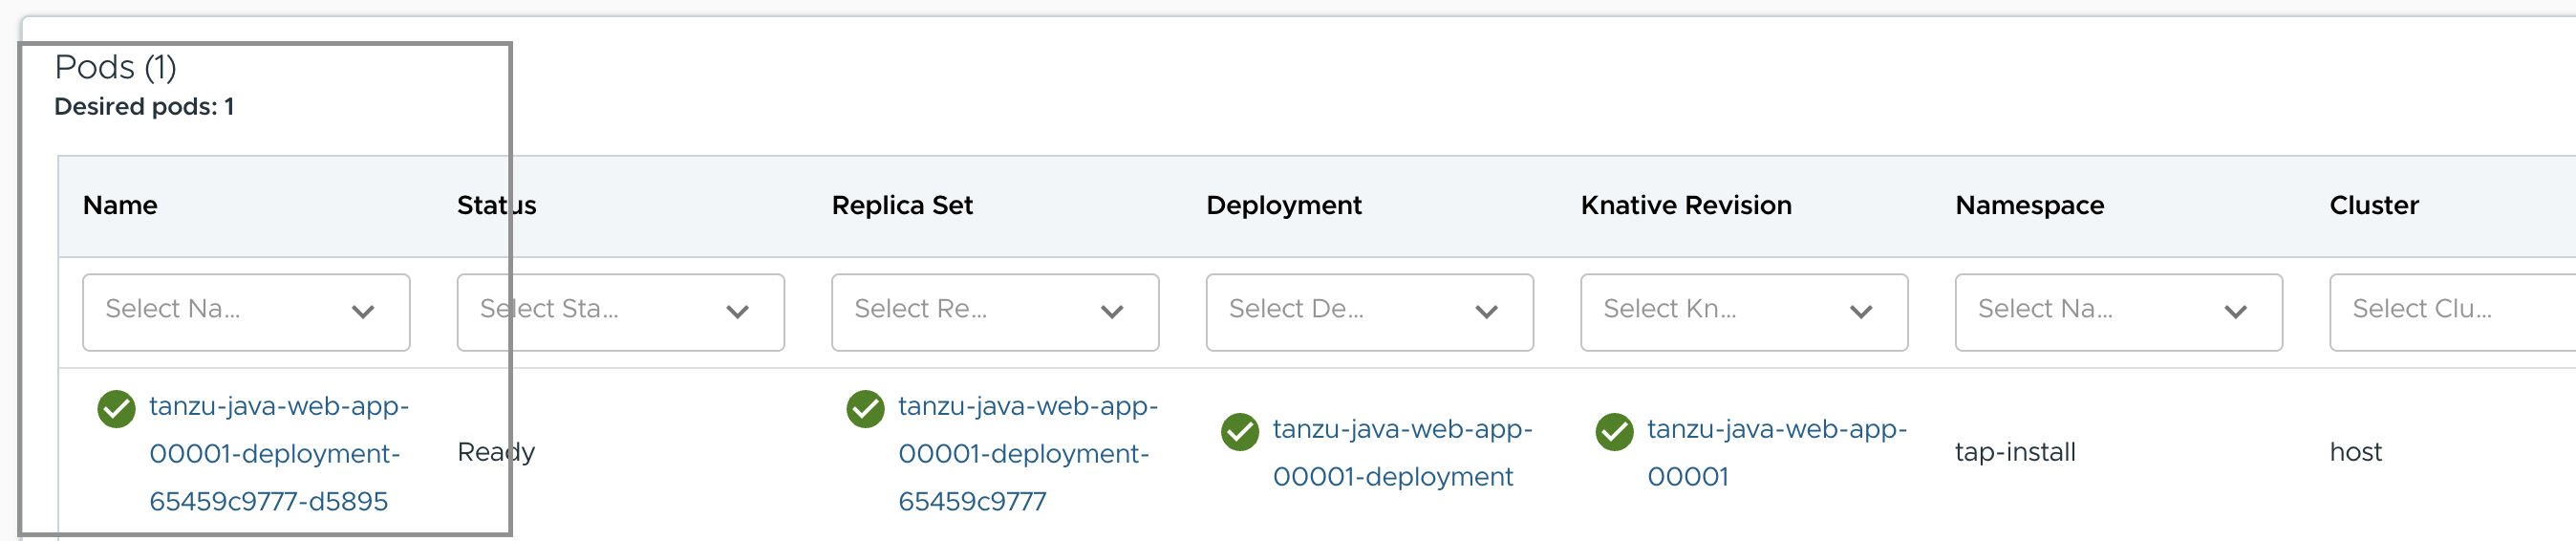 Pods (1)
Desired pods: 1
Name Status Replica Set Deployment Knative Revision Namespace Cluster
Select Na... Select Sta... Select Re... Select De... Select Kn... Select Na... Select Clu...
tanzu-java-web-app-
00001-deployment-
65459c9777-d5895
Ready
tanzu-java-web-app-
00001-deployment-
65459c9777
tanzu-java-web-app-
00001-deployment
tanzu-java-web-app-
00001
tap-install
host